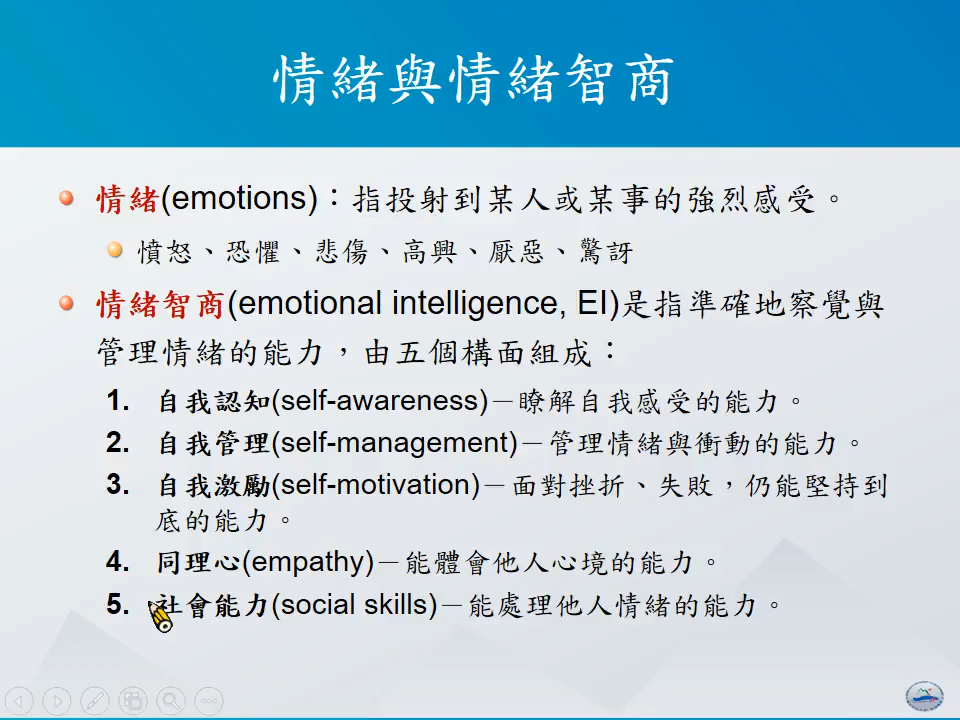 情緒與情緒智商
情緒(emotions)：指投射到某人或某事的強烈感受。
憤怒、恐懼、悲傷、高興、厭惡、驚訝
情緒智商(emotional intelligence, EI)是指準確地察覺與
管理情緒的能力，由五個構面組成：
1. 自我認知(self-awareness)－瞭解自我感受的能力。
2. 自我管理(self-management)－管理情緒與衝動的能力。
3. 自我激勵(self-motivation)－面對挫折、失敗，仍能堅持到
底的能力。
4. 同理心(empathy)－能體會他人心境的能力。
5. 社會能力(social skills)－能處理他人情緒的能力。